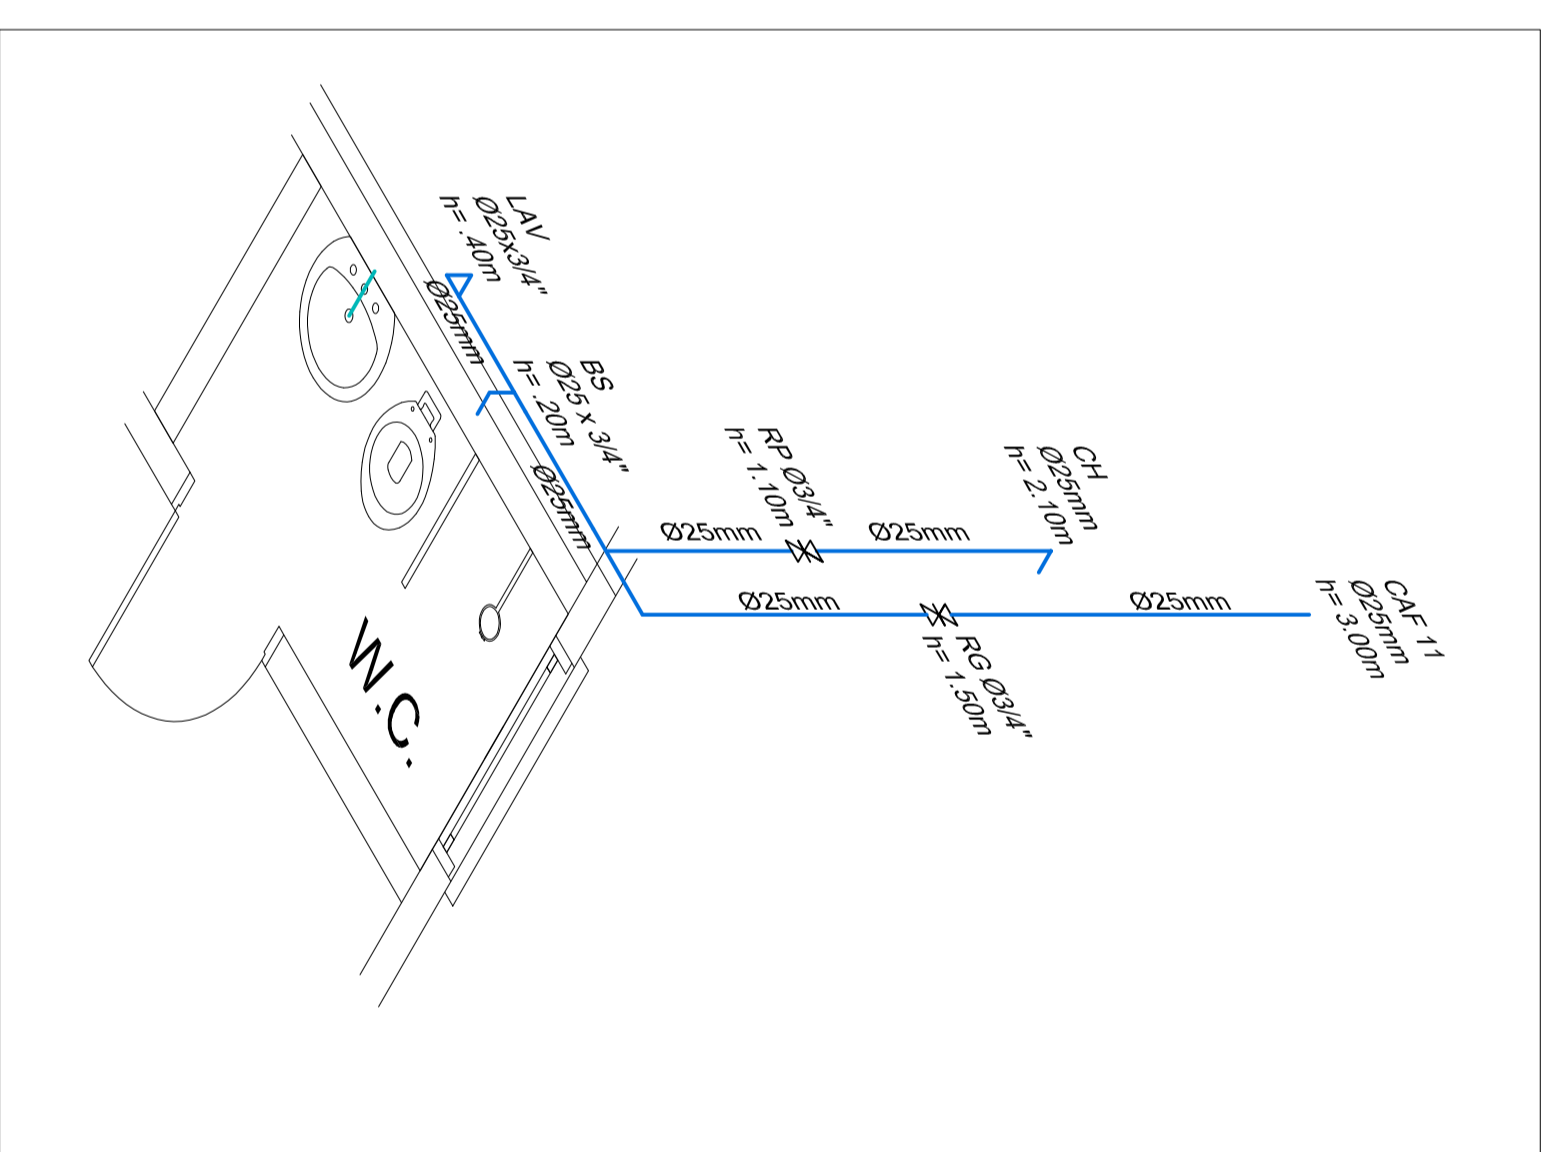 LAV
Ø25x3/4"
h= .40m
Ø25mm
BS
Ø25 x 3/4"
h= .20m
Ø25mm
RP Ø3/4"
h= 1.10m
Ø25mm
Ø25mm
CH
Ø25mm
h= 2.10m
Ø25mm
RG Ø3/4"
h= 1.50m
Ø25mm
CAF 11
Ø25mm
h= 3.00m
W.C.